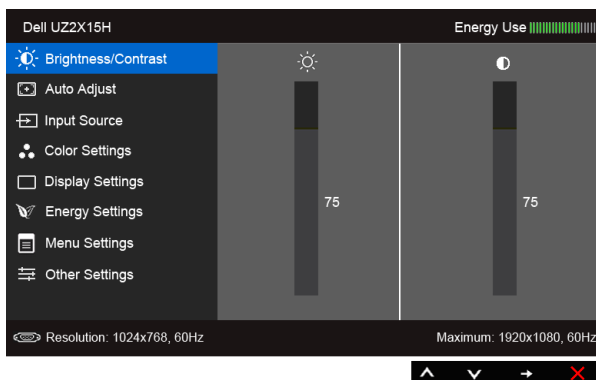 Dell UZ2X15H
Energy Use
Brightness/Contrast
Auto Adjust
Input Source
Color Settings
Display Settings
Energy Settings
Menu Settings
Other Settings
75
75
Resolution: 1024x768, 60Hz
Maximum: 1920x1080, 60Hz